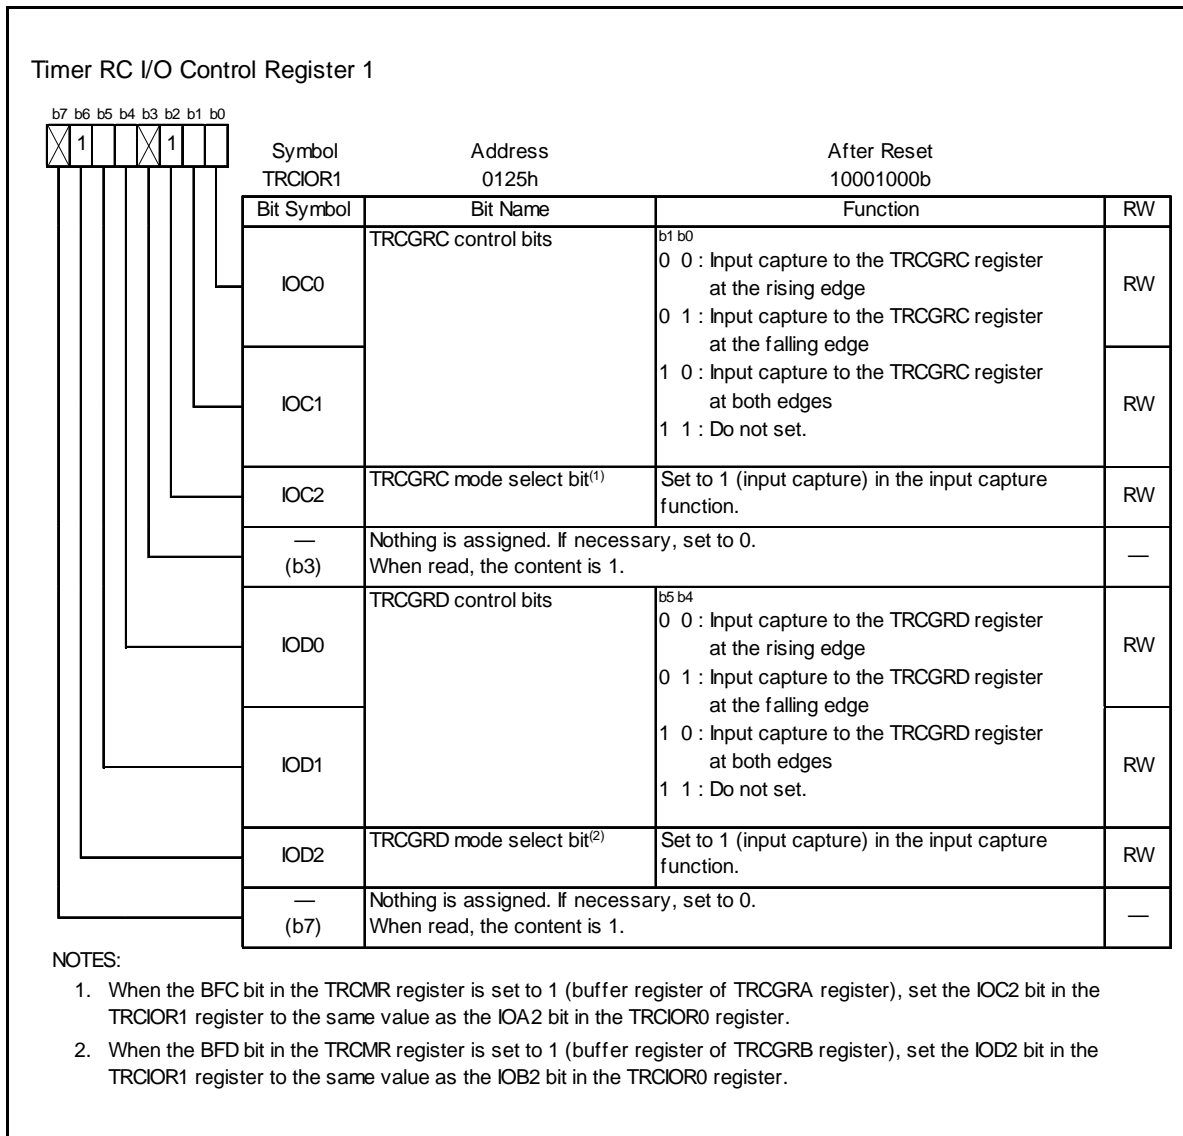 Timer RC I/O Control Register 1
b7 b6 b5 b4 b3 b2 b1 b0
1 1
Symbol Address After Reset
TRCIOR1 0125h 10001000b
Bit Symbol Bit Name Function RW
IOC0 TRCGRC control bits b1 b0
0 0 : Input capture to the TRCGRC register
at the rising edge RW
0 1 : Input capture to the TRCGRC register
at the falling edge
IOC1 1 0 : Input capture to the TRCGRC register
at both edges RW
1 1 : Do not set.
IOC2 TRCGRC mode select bit(1) Set to 1 (input capture) in the input capture
function. RW
— Nothing is assigned. If necessary, set to 0.
(b3) When read, the content is 1. —
IOD0 TRCGRD control bits b5 b4
0 0 : Input capture to the TRCGRD register
at the rising edge RW
0 1 : Input capture to the TRCGRD register
at the falling edge
IOD1 1 0 : Input capture to the TRCGRD register
at both edges RW
1 1 : Do not set.
IOD2 TRCGRD mode select bit(2) Set to 1 (input capture) in the input capture
function. RW
— Nothing is assigned. If necessary, set to 0.
(b7) When read, the content is 1. —
NOTES:
1. When the BFC bit in the TRCMR register is set to 1 (buffer register of TRCGRA register), set the IOC2 bit in the
TRCIOR1 register to the same value as the IOA2 bit in the TRCIOR0 register.
2. When the BFD bit in the TRCMR register is set to 1 (buffer register of TRCGRB register), set the IOD2 bit in the
TRCIOR1 register to the same value as the IOB2 bit in the TRCIOR0 register.